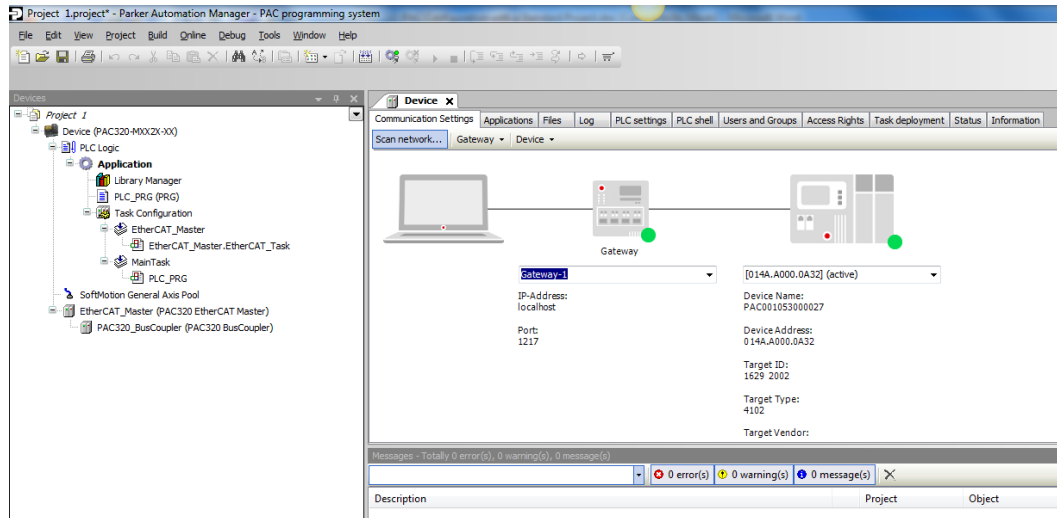 Project 1.project* - Parker Automation Manager - PAC programming system
File Edit View Project Build Online Debug Tools Window Help
Devices
Project 1
Device (PAC320-MXX2X-XX)
PLC Logic
Application
Library Manager
PLC_PRG (PRG)
Task Configuration
EtherCAT_Master
EtherCAT_Master.EtherCAT_Task
MainTask
PLC_PRG
SoftMotion General Axis Pool
EtherCAT_Master (PAC320 EtherCAT Master)
PAC320_BusCoupler (PAC320 BusCoupler)
Device
Communication Settings Applications Files Log PLC settings PLC shell Users and Groups Access Rights Task deployment Status Information
Scan network... Gateway Device
Gateway
Gateway-1
IP-Address:
localhost
Port:
1217
[014A.A000.0A32] (active)
Device Name:
PAC001053000027
Device Address:
014A.A000.0A32
Target ID:
1629 2002
Target Type:
4102
Target Vendor:
Messages - Totally 0 error(s), 0 warning(s), 0 message(s)
0 error(s) 0 warning(s) 0 message(s)
Description Project Object